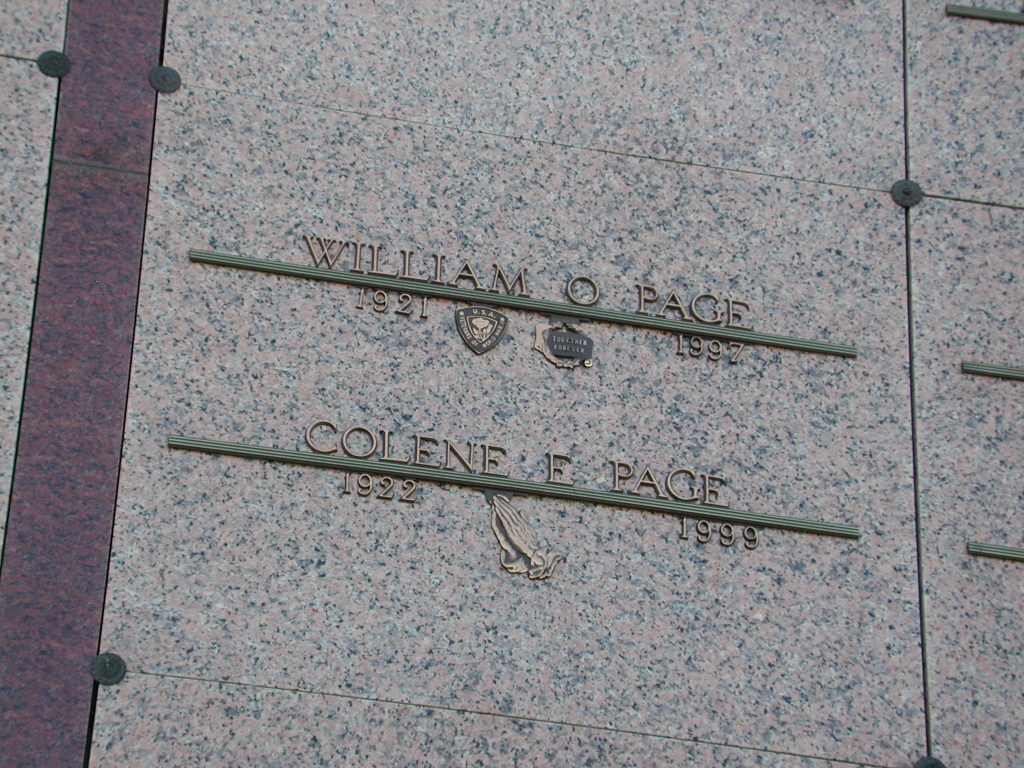 WILLIAM O PAGE
1921 1997
U.S.A.
TOGETHER
FOREVER
COLENE E PAGE
1922 1999